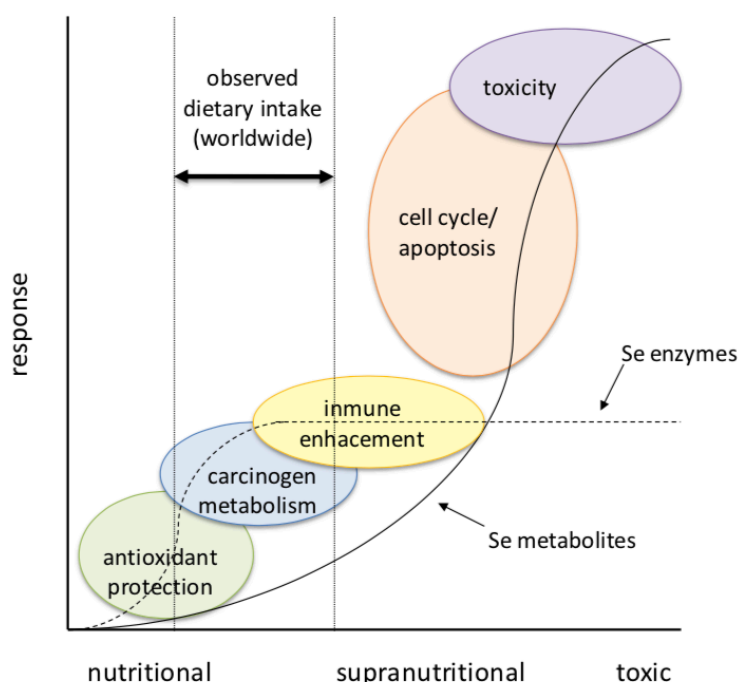 observed
dietary intake
(worldwide)
toxicity
cell cycle/
apoptosis
response
Se enzymes
inmune
enhacement
carcinogen
metabolism
Se metabolites
antioxidant
protection
nutritional
supranutritional
toxic